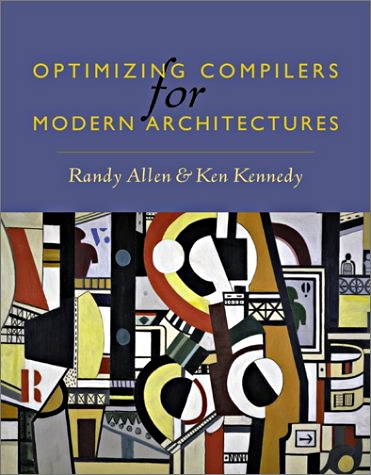 OPTIMIZING COMPILERS
for
MODERN ARCHITECTURES
Randy Allen & Ken Kennedy
V
R